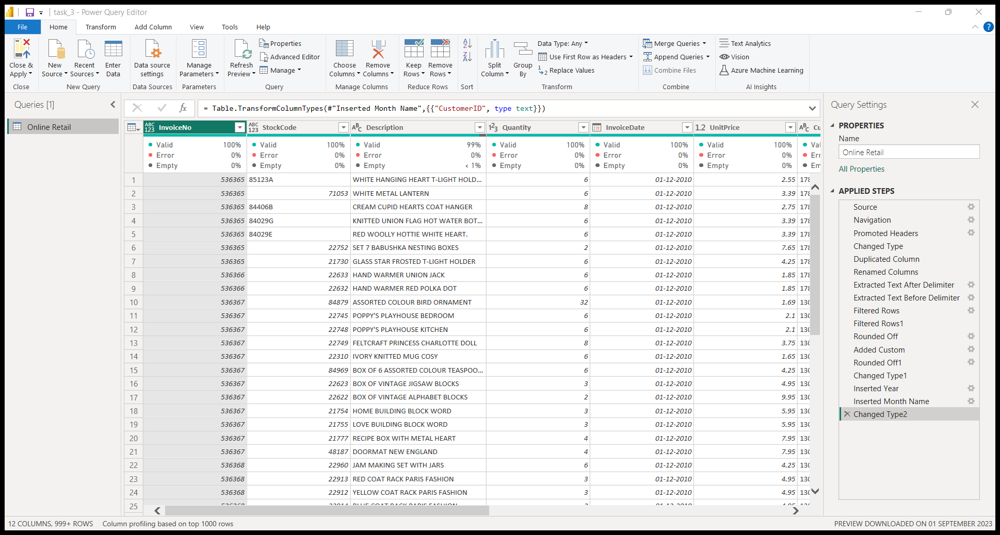 task_3 - Power Query Editor
File Home Transform Add Column View Tools Help
Close & Apply
New Source
Recent Sources
Enter Data
Data source settings
Manage Parameters
Refresh Preview
Properties
Advanced Editor
Manage
Choose Columns
Remove Columns
Keep Rows
Remove Rows
Split Column
Group By
Data Type: Any
Use First Row as Headers
Replace Values
Merge Queries
Append Queries
Combine Files
Text Analytics
Vision
Azure Machine Learning
Close New Query Data Sources Parameters Query Manage Columns Reduce Rows Sort Transform Combine AI Insights
Queries [1]
Online Retail
fx = Table.TransformColumnTypes(#"Inserted Month Name",{{"CustomerID", type text}})
ABC 123 InvoiceNo ABC 123 StockCode ABC Description 123 Quantity InvoiceDate 1.2 UnitPrice ABC Cu
Valid 100% Valid 100% Valid 99% Valid 100% Valid 100% Valid 100% Val
Error 0% Error 0% Error 0% Error 0% Error 0% Error 0% Err
Empty 0% Empty 0% Empty < 1% Empty 0% Empty 0% Empty 0% Em
1 536365 85123A WHITE HANGING HEART T-LIGHT HOLD... 6 01-12-2010 2.55 178
2 536365 71053 WHITE METAL LANTERN 6 01-12-2010 3.39 178
3 536365 84406B CREAM CUPID HEARTS COAT HANGER 8 01-12-2010 2.75 178
4 536365 84029G KNITTED UNION FLAG HOT WATER BOT... 6 01-12-2010 3.39 178
5 536365 84029E RED WOOLLY HOTTIE WHITE HEART. 6 01-12-2010 3.39 178
6 536365 22752 SET 7 BABUSHKA NESTING BOXES 2 01-12-2010 7.65 178
7 536365 21730 GLASS STAR FROSTED T-LIGHT HOLDER 6 01-12-2010 4.25 178
8 536366 22633 HAND WARMER UNION JACK 6 01-12-2010 1.85 178
9 536366 22632 HAND WARMER RED POLKA DOT 6 01-12-2010 1.85 178
10 536367 84879 ASSORTED COLOUR BIRD ORNAMENT 32 01-12-2010 1.69 130
11 536367 22745 POPPY'S PLAYHOUSE BEDROOM 6 01-12-2010 2.1 130
12 536367 22748 POPPY'S PLAYHOUSE KITCHEN 6 01-12-2010 2.1 130
13 536367 22749 FELTCRAFT PRINCESS CHARLOTTE DOLL 8 01-12-2010 3.75 130
14 536367 22310 IVORY KNITTED MUG COSY 6 01-12-2010 1.65 130
15 536367 84969 BOX OF 6 ASSORTED COLOUR TEASPOO... 6 01-12-2010 4.25 130
16 536367 22623 BOX OF VINTAGE JIGSAW BLOCKS 3 01-12-2010 4.95 130
17 536367 22622 BOX OF VINTAGE ALPHABET BLOCKS 2 01-12-2010 9.95 130
18 536367 21754 HOME BUILDING BLOCK WORD 3 01-12-2010 5.95 130
19 536367 21755 LOVE BUILDING BLOCK WORD 3 01-12-2010 5.95 130
20 536367 21777 RECIPE BOX WITH METAL HEART 4 01-12-2010 7.95 130
21 536367 48187 DOORMAT NEW ENGLAND 4 01-12-2010 7.95 130
22 536368 22960 JAM MAKING SET WITH JARS 6 01-12-2010 4.25 130
23 536368 22913 RED COAT RACK PARIS FASHION 3 01-12-2010 4.95 130
24 536368 22912 YELLOW COAT RACK PARIS FASHION 3 01-12-2010 4.95 130
25 536368 22914 BLUE COAT RACK PARIS FASHION 3 01-12-2010 4.95
Query Settings
PROPERTIES
Name
Online Retail
All Properties
APPLIED STEPS
Source
Navigation
Promoted Headers
Changed Type
Duplicated Column
Renamed Columns
Extracted Text After Delimiter
Extracted Text Before Delimiter
Filtered Rows
Filtered Rows1
Rounded Off
Added Custom
Rounded Off1
Changed Type1
Inserted Year
Inserted Month Name
Changed Type2
12 COLUMNS, 999+ ROWS Column profiling based on top 1000 rows PREVIEW DOWNLOADED ON 01 SEPTEMBER 2023